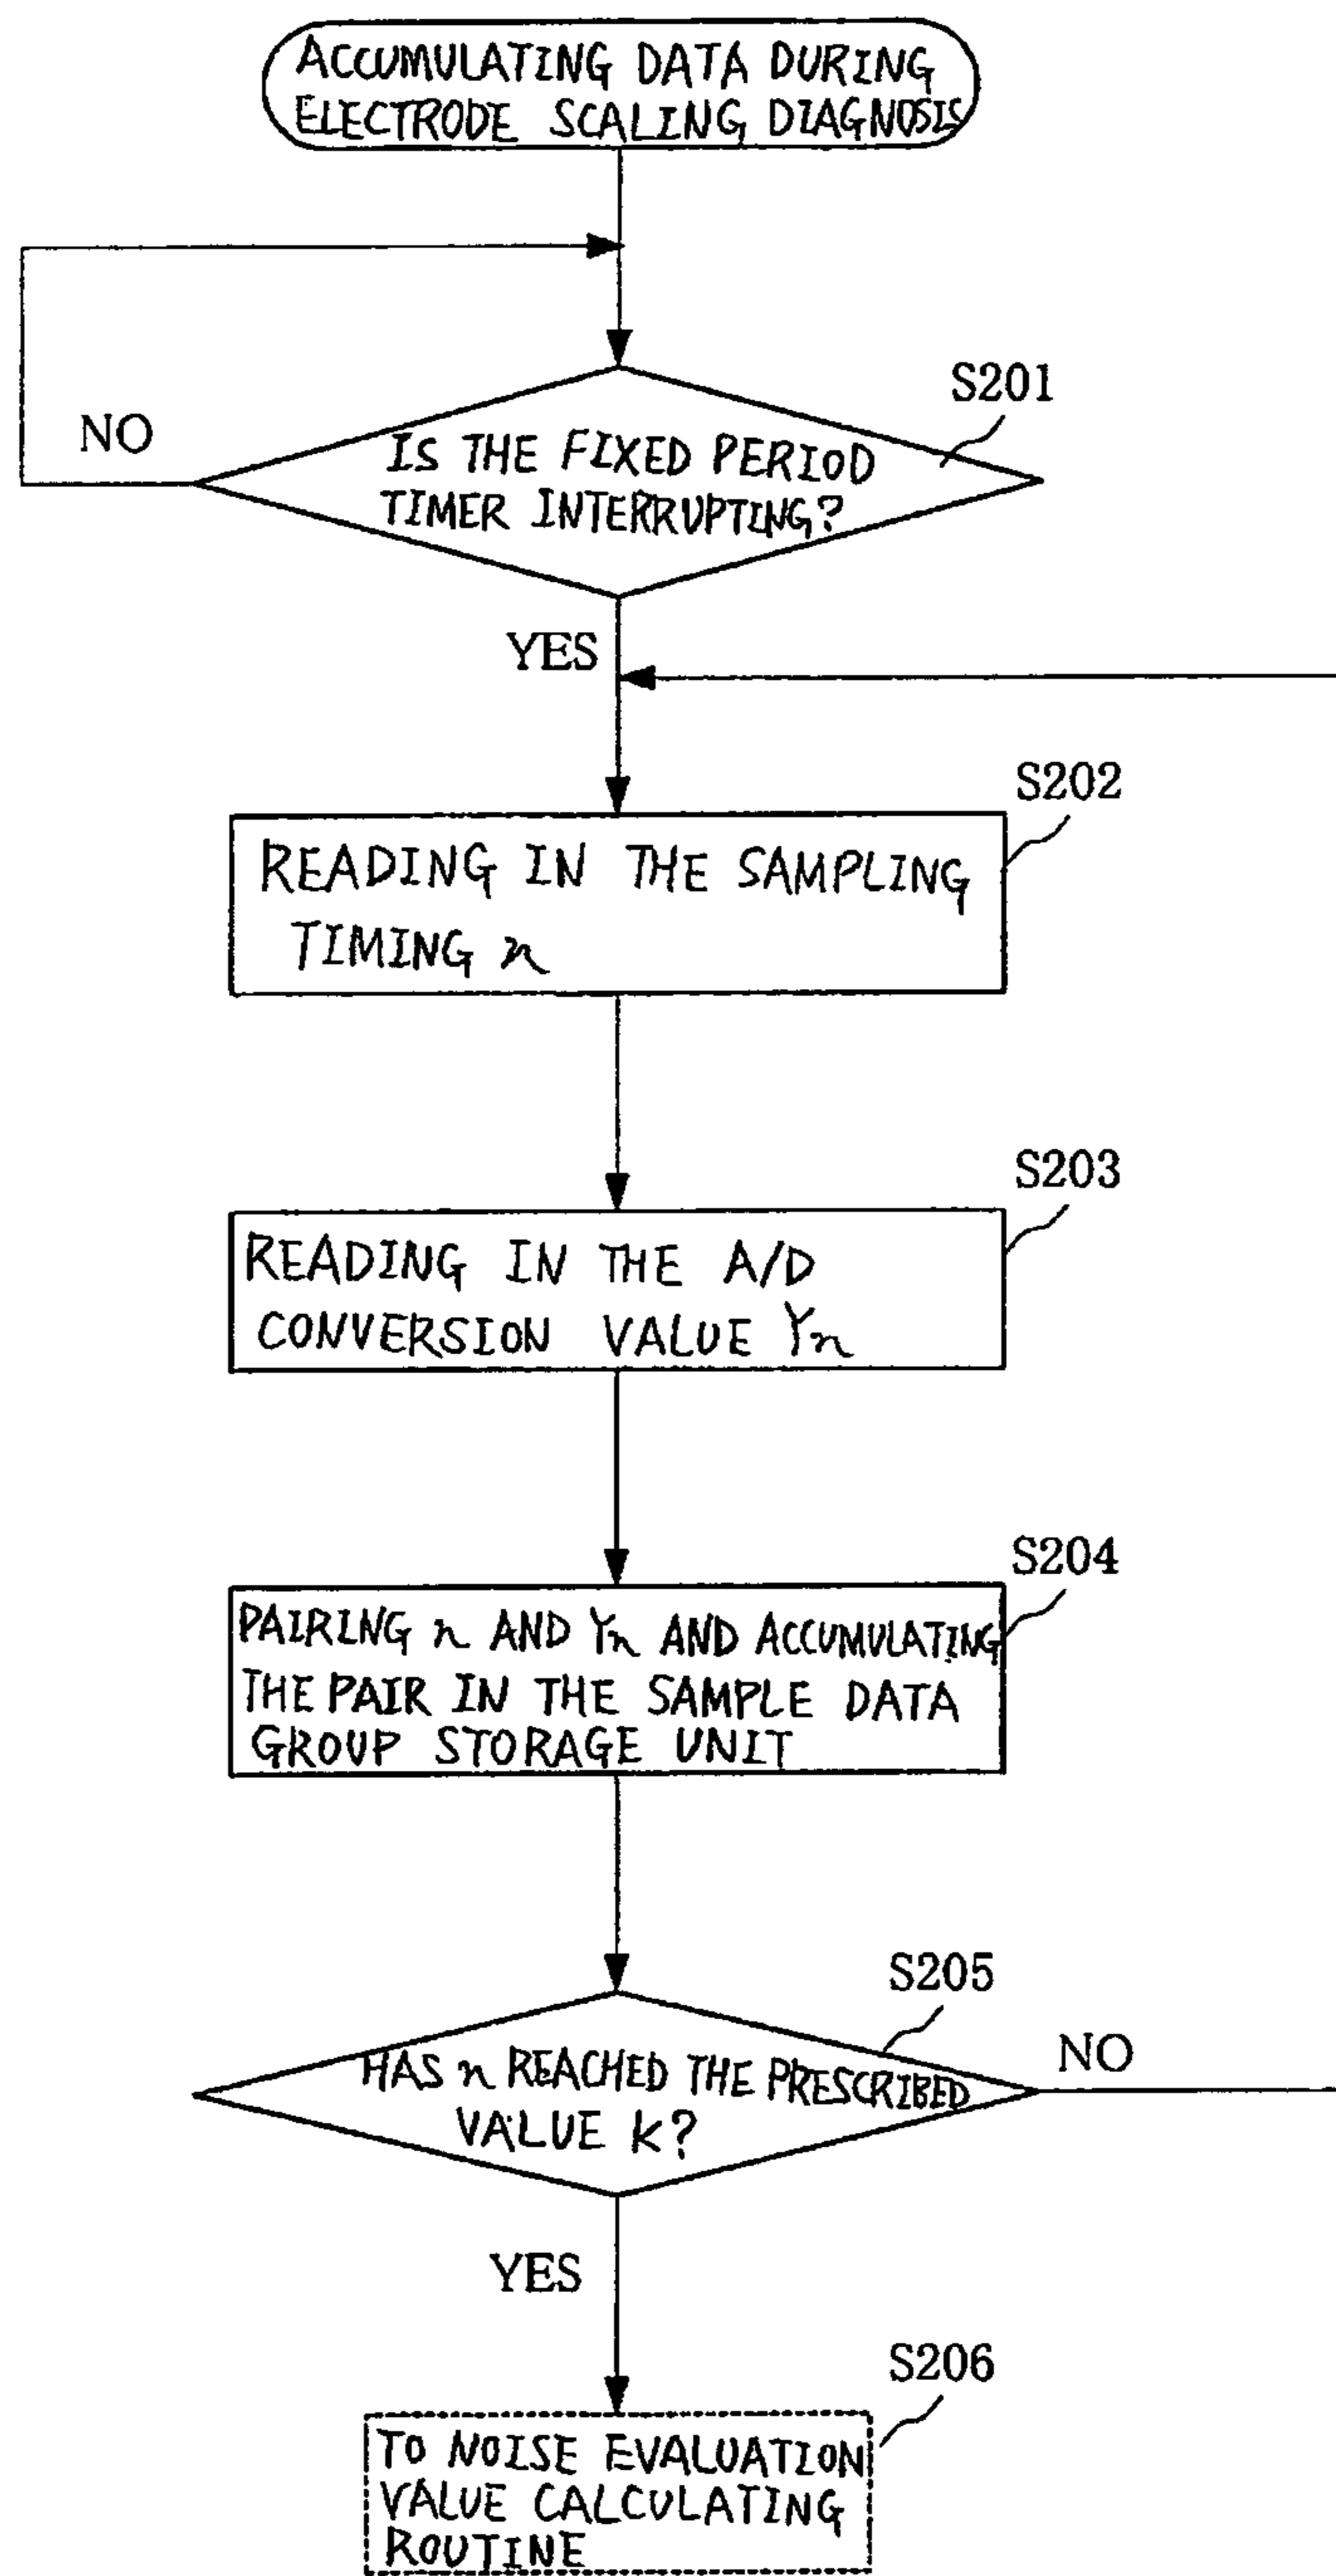 ACCUMULATING DATA DURING
ELECTRODE SCALING DIAGNOSIS
S201
NO
IS THE FIXED PERIOD
TIMER INTERRUPTING?
YES
S202
READING IN THE SAMPLING
TIMING n
S203
READING IN THE A/D
CONVERSION VALUE Yn
S204
PAIRING n AND Yn AND ACCUMULATING
THE PAIR IN THE SAMPLE DATA
GROUP STORAGE UNIT
S205
NO
HAS n REACHED THE PRESCRIBED
VALUE k?
YES
S206
TO NOISE EVALUATION
VALUE CALCULATING
ROUTINE